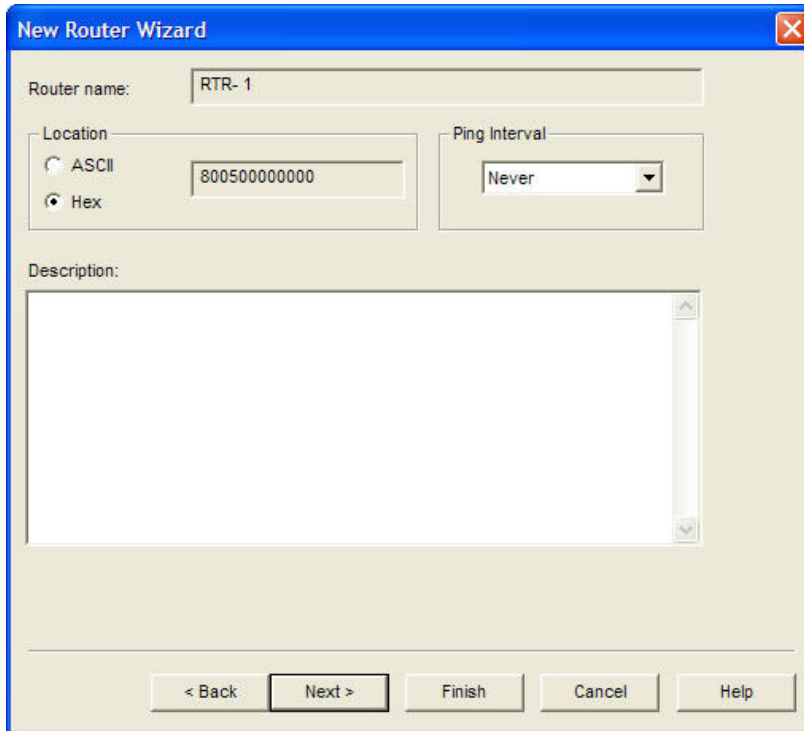 New Router Wizard
Router name:
RTR- 1
Location
ASCII
Hex
800500000000
Ping Interval
Never
Description:
< Back
Next >
Finish
Cancel
Help